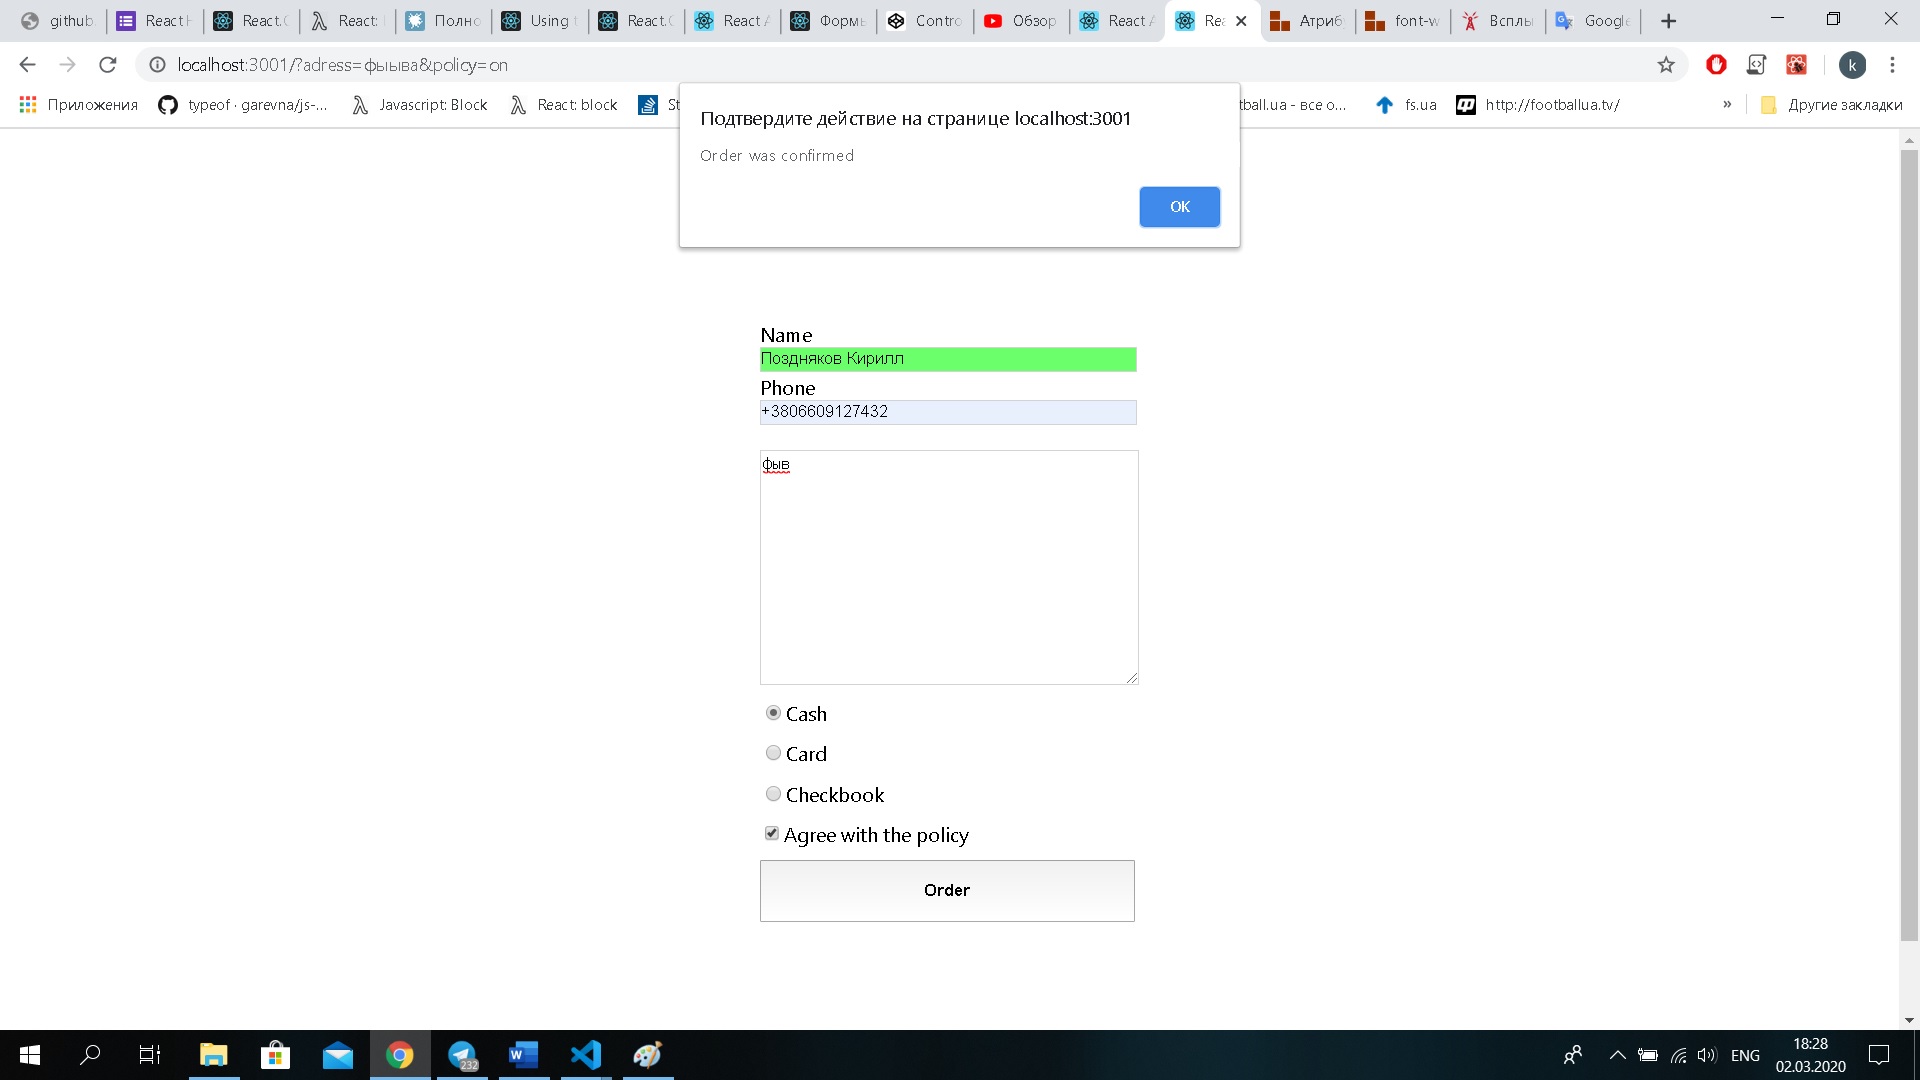 github
React H
React.
React:
Полно
Using t
React.C
React A
Формы
Contro
Обзор
React A
Rea
Атриб
font-w
Всплы
Google
localhost:3001/?adress=фыыва&policy=on
k
Приложения
typeof · garevna/js-...
Javascript: Block
React: block
St
tball.ua - все о...
fs.ua
http://footballua.tv/
»
Другие закладки
Подтвердите действие на странице localhost:3001
Order was confirmed
OK
Name
Поздняков Кирилл
Phone
+3806609127432
фыв
Cash
Card
Checkbook
Agree with the policy
Order
232
ENG
18:28
02.03.2020